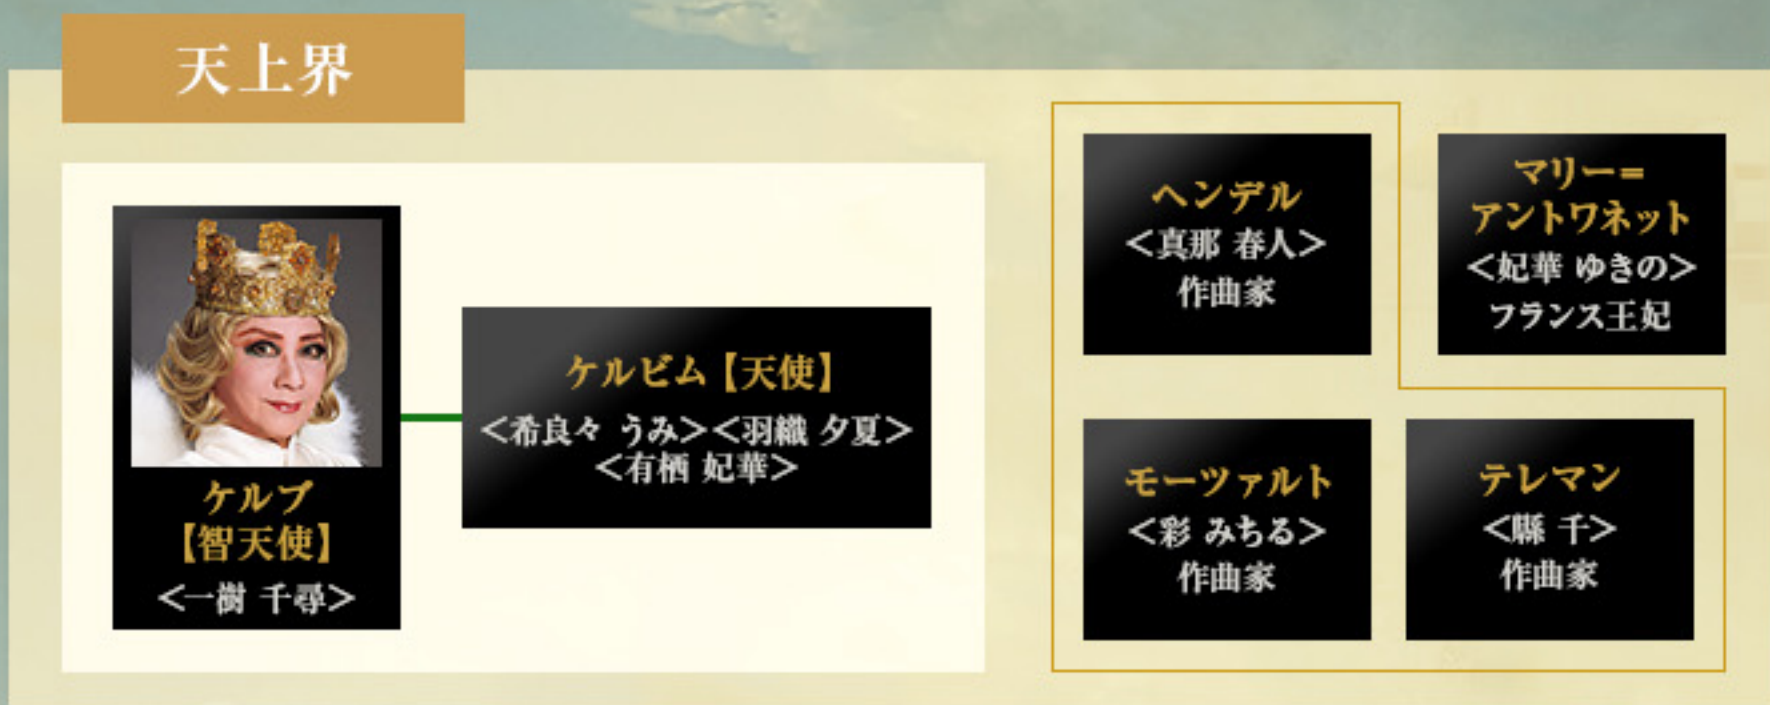 天上界
ケルブ
【智天使】
＜一樹 千尋＞
ケルビム【天使】
＜希良々 うみ＞＜羽織 夕夏＞
＜有栖 妃華＞
ヘンデル
＜真那 春人＞
作曲家
マリー＝
アントワネット
＜妃華 ゆきの＞
フランス王妃
モーツァルト
＜彩 みちる＞
作曲家
テレマン
＜縣 千＞
作曲家